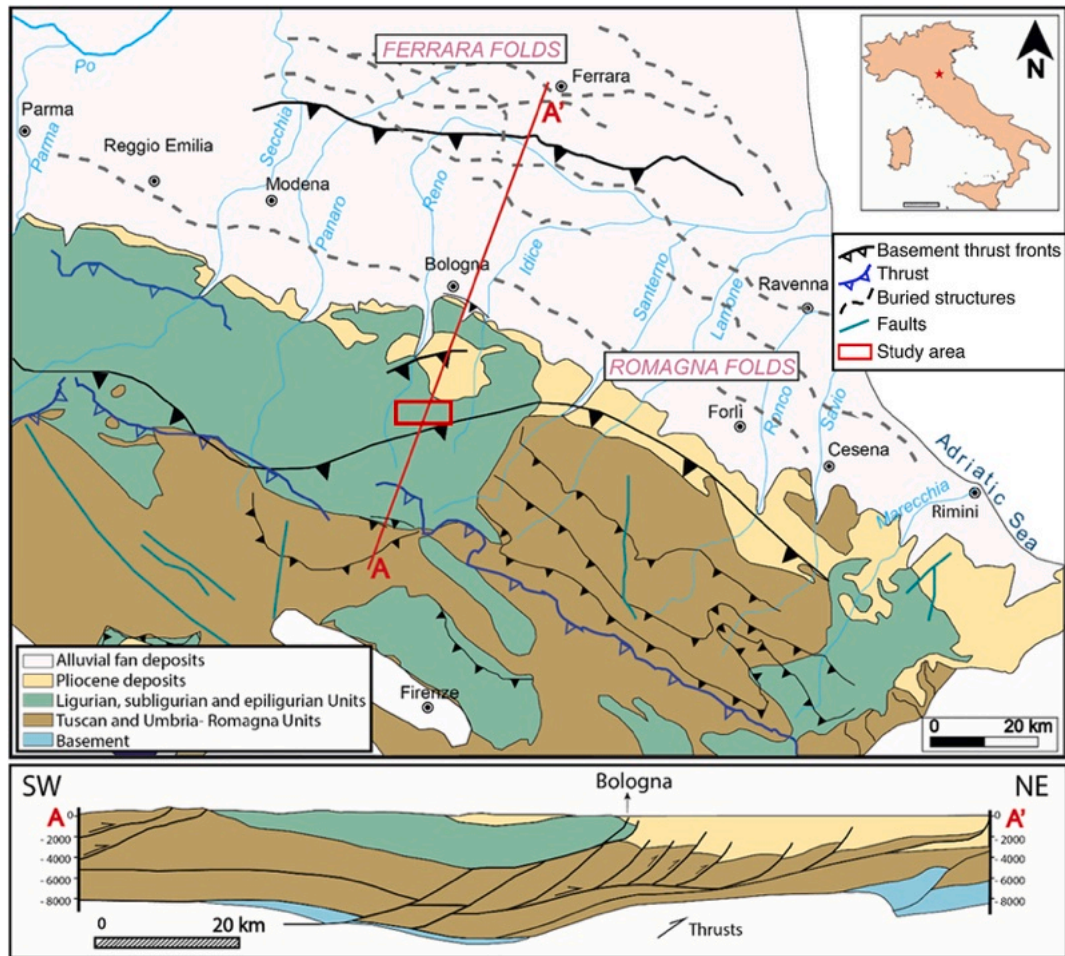 FERRARA FOLDS
N
Po
Ferrara
A'
Parma
Parma
Reggio Emilia
Secchia
Modena
Panaro
Reno
Bologna
Idice
Santerno
Lamone
Ravenna
Basement thrust fronts
Thrust
Buried structures
Faults
Study area
ROMAGNA FOLDS
Forlì
Ronco
Savio
Cesena
Adriatic Sea
Marecchia
Rimini
A
Firenze
Alluvial fan deposits
Pliocene deposits
Ligurian, subligurian and epiligurian Units
Tuscan and Umbria- Romagna Units
Basement
0 20 km
SW
Bologna
NE
A
A'
0
- 2000
- 4000
- 6000
- 8000
0
- 2000
- 4000
- 6000
- 8000
0 20 km
Thrusts